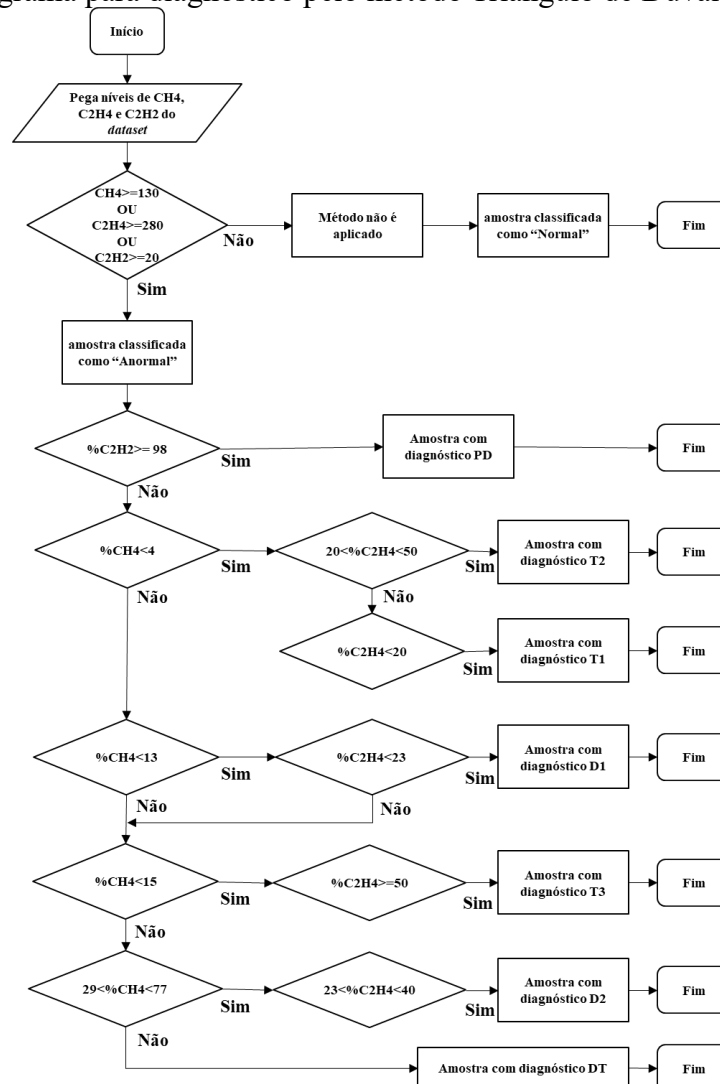 Início
Pega níveis de CH4,
C2H4 e C2H2 do
dataset
CH4>=130
OU
C2H4>=280
OU
C2H2>=20
Não
Método não é
aplicado
amostra classificada
como “Normal”
Fim
Sim
amostra classificada
como “Anormal”
%C2H2>= 98
Sim
Amostra com
diagnóstico PD
Fim
Não
%CH4<4
Sim
20<%C2H4<50
Sim
Amostra com
diagnóstico T2
Fim
Não
Não
%C2H4<20
Sim
Amostra com
diagnóstico T1
Fim
%CH4<13
Sim
%C2H4<23
Sim
Amostra com
diagnóstico D1
Fim
Não
Não
%CH4<15
Sim
%C2H4>=50
Sim
Amostra com
diagnóstico T3
Fim
Não
29<%CH4<77
Sim
23<%C2H4<40
Sim
Amostra com
diagnóstico D2
Fim
Não
Amostra com diagnóstico DT
Fim